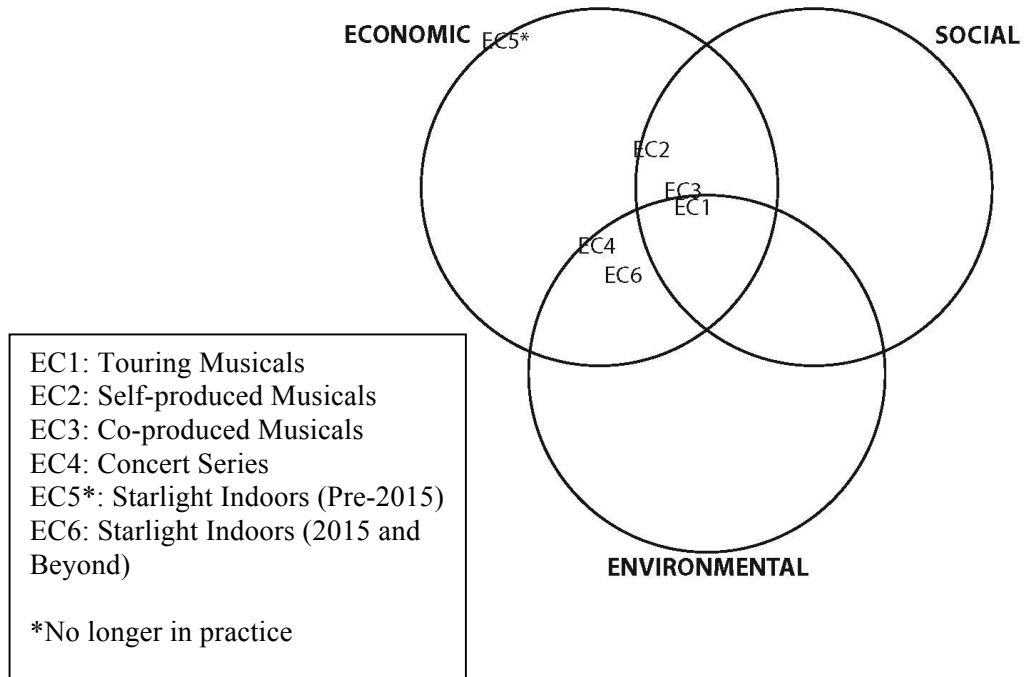 ECONOMIC
SOCIAL
EC5*
EC2
EC3
EC1
EC4
EC6
ENVIRONMENTAL
EC1: Touring Musicals
EC2: Self-produced Musicals
EC3: Co-produced Musicals
EC4: Concert Series
EC5*: Starlight Indoors (Pre-2015)
EC6: Starlight Indoors (2015 and
Beyond)
*No longer in practice